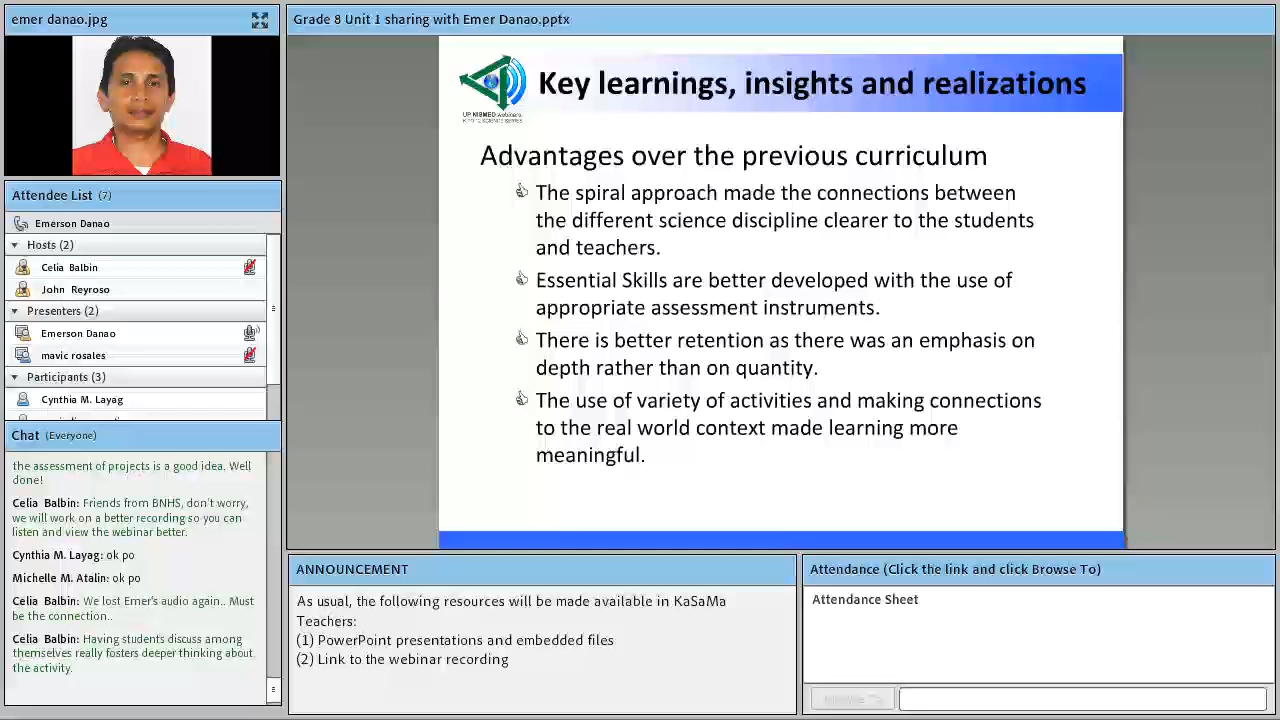 emer danao.jpg
Attendee List (7)
Emerson Danao
Hosts (2)
Celia Balbin
John Reyroso
Presenters (2)
Emerson Danao
mavic rosales
Participants (3)
Cynthia M. Layag
Chat (Everyone)
the assessment of projects is a good idea. Well
done!
Celia Balbin: Friends from BNHS, don't worry,
we will work on a better recording so you can
listen and view the webinar better.
Cynthia M. Layag: ok po
Michelle M. Atalin: ok po
Celia Balbin: We lost Emer's audio again.. Must
be the connection..
Celia Balbin: Having students discuss among
themselves really fosters deeper thinking about
the activity.
Grade 8 Unit 1 sharing with Emer Danao.pptx
UP NISMED webinars
Key learnings, insights and realizations
Advantages over the previous curriculum
The spiral approach made the connections between
the different science discipline clearer to the students
and teachers.
Essential Skills are better developed with the use of
appropriate assessment instruments.
There is better retention as there was an emphasis on
depth rather than on quantity.
The use of variety of activities and making connections
to the real world context made learning more
meaningful.
ANNOUNCEMENT
As usual, the following resources will be made available in KaSaMa
Teachers:
(1) PowerPoint presentations and embedded files
(2) Link to the webinar recording
Attendance (Click the link and click Browse To)
Attendance Sheet
Browse To